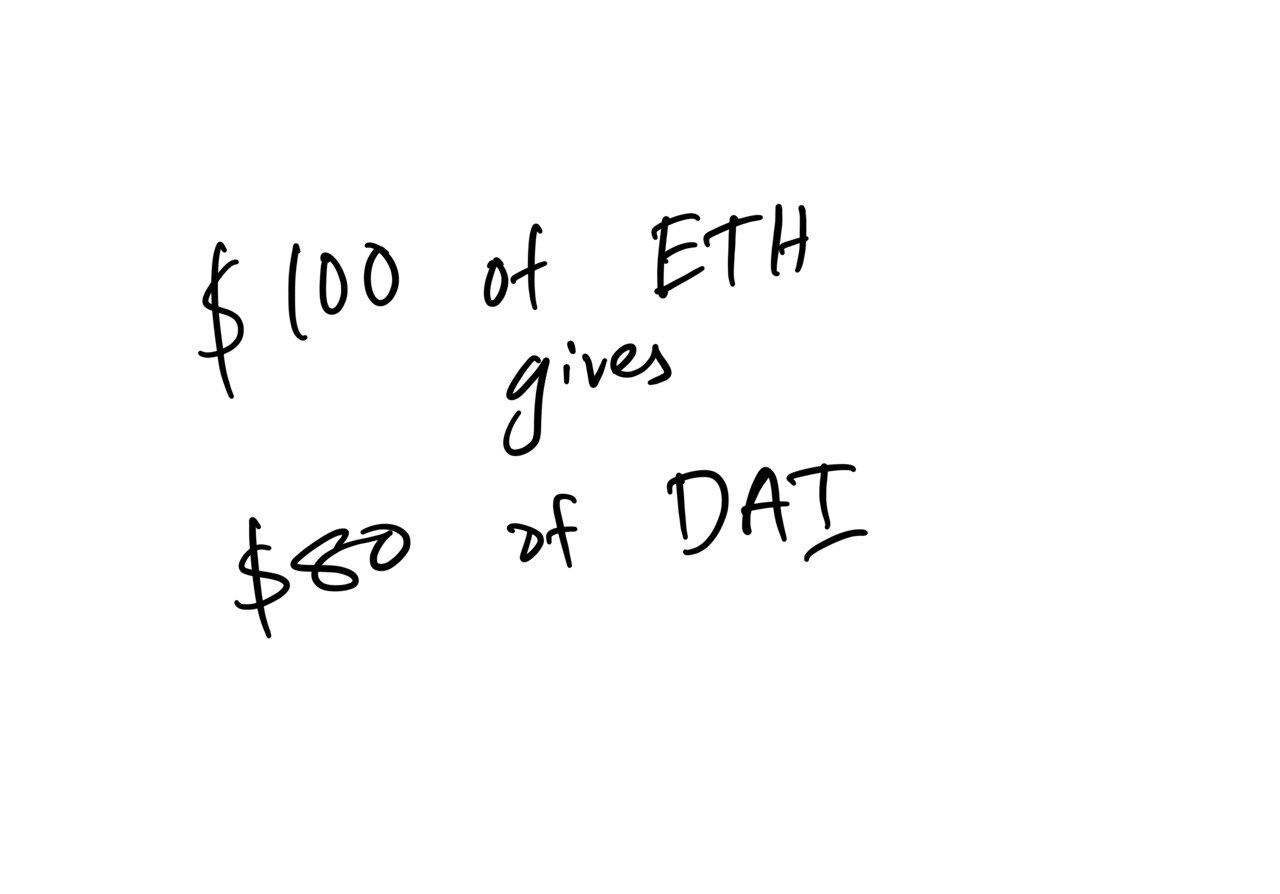 $100 of ETH
gives
$80 of DAI